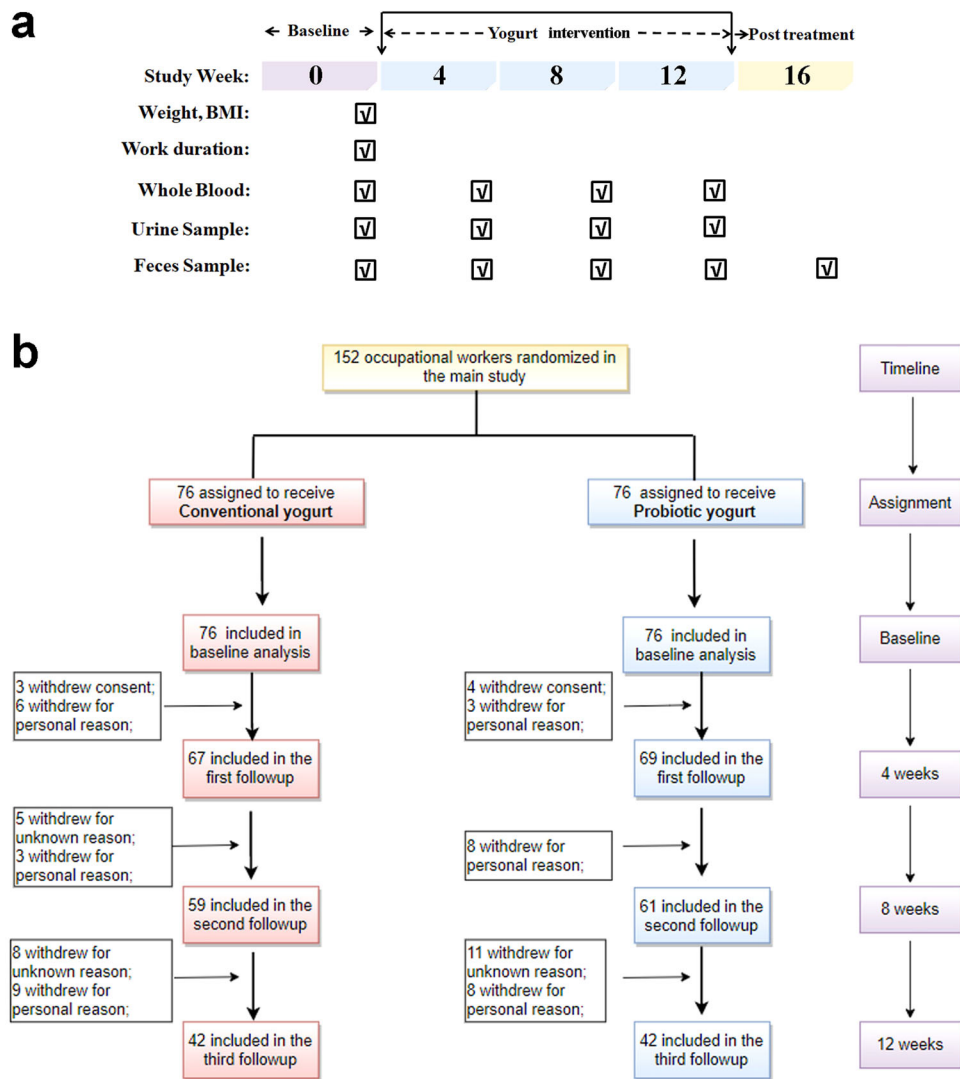 a
Baseline
Yogurt intervention
Post treatment
Study Week: 0 4 8 12 16
Weight, BMI: √
Work duration: √
Whole Blood: √ √ √ √
Urine Sample: √ √ √ √
Feces Sample: √ √ √ √ √
b
152 occupational workers randomized in
the main study
Timeline
76 assigned to receive
Conventional yogurt
76 assigned to receive
Probiotic yogurt
Assignment
76 included in
baseline analysis
76 included in
baseline analysis
Baseline
3 withdrew consent;
6 withdrew for
personal reason;
4 withdrew consent;
3 withdrew for
personal reason;
67 included in the
first followup
69 included in the
first followup
4 weeks
5 withdrew for
unknown reason;
3 withdrew for
personal reason;
8 withdrew for
personal reason;
59 included in the
second followup
61 included in the
second followup
8 weeks
8 withdrew for
unknown reason;
9 withdrew for
personal reason;
11 withdrew for
unknown reason;
8 withdrew for
personal reason;
42 included in the
third followup
42 included in the
third followup
12 weeks